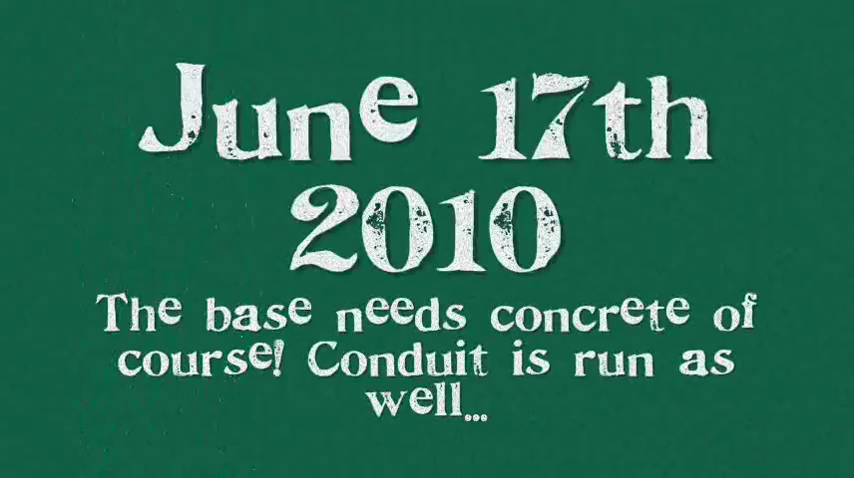 June 17th
2010
The base needs concrete of
course! Conduit is run as
well...